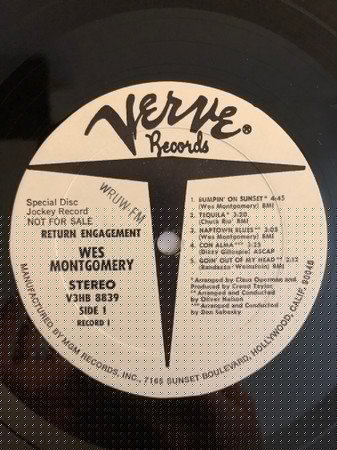 Verve®
Records
Special Disc
Jockey Record
NOT FOR SALE
WRUW-FM
RETURN ENGAGEMENT
WES
MONTGOMERY
STEREO
V3HB 8839
SIDE 1
RECORD 1
1. BUMPIN' ON SUNSET* 4:45
(Wes Montgomery) BMI
2. TEQUILA* 3:20
(Chuck Rio) BMI
3. NAPTOWN BLUES** 3:05
(Wes Montgomery) BMI
4. CON ALMA*** 3:25
(Dizzy Gillespie) ASCAP
5. GOIN' OUT OF MY HEAD** 2:12
(Randazzo-Weinstein) BMI
*Arranged by Claus Ogerman and
Produced by Creed Taylor
**Arranged and Conducted by
Oliver Nelson
***Arranged and Conducted by
Don Sebesky
MANUFACTURED BY MGM RECORDS, INC., 7165 SUNSET BOULEVARD, HOLLYWOOD, CALIF. 90046